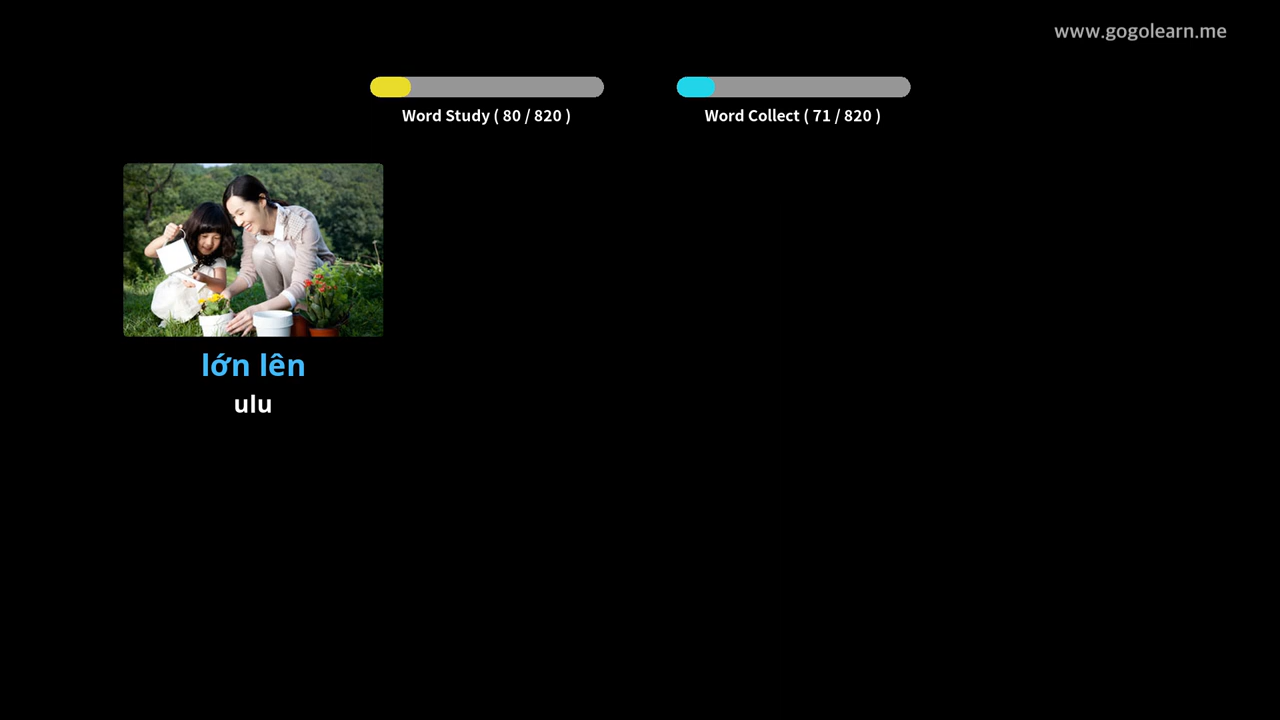 www.gogolearn.me
Word Study ( 80 / 820 )
Word Collect ( 71 / 820 )
lớn lên
ulu